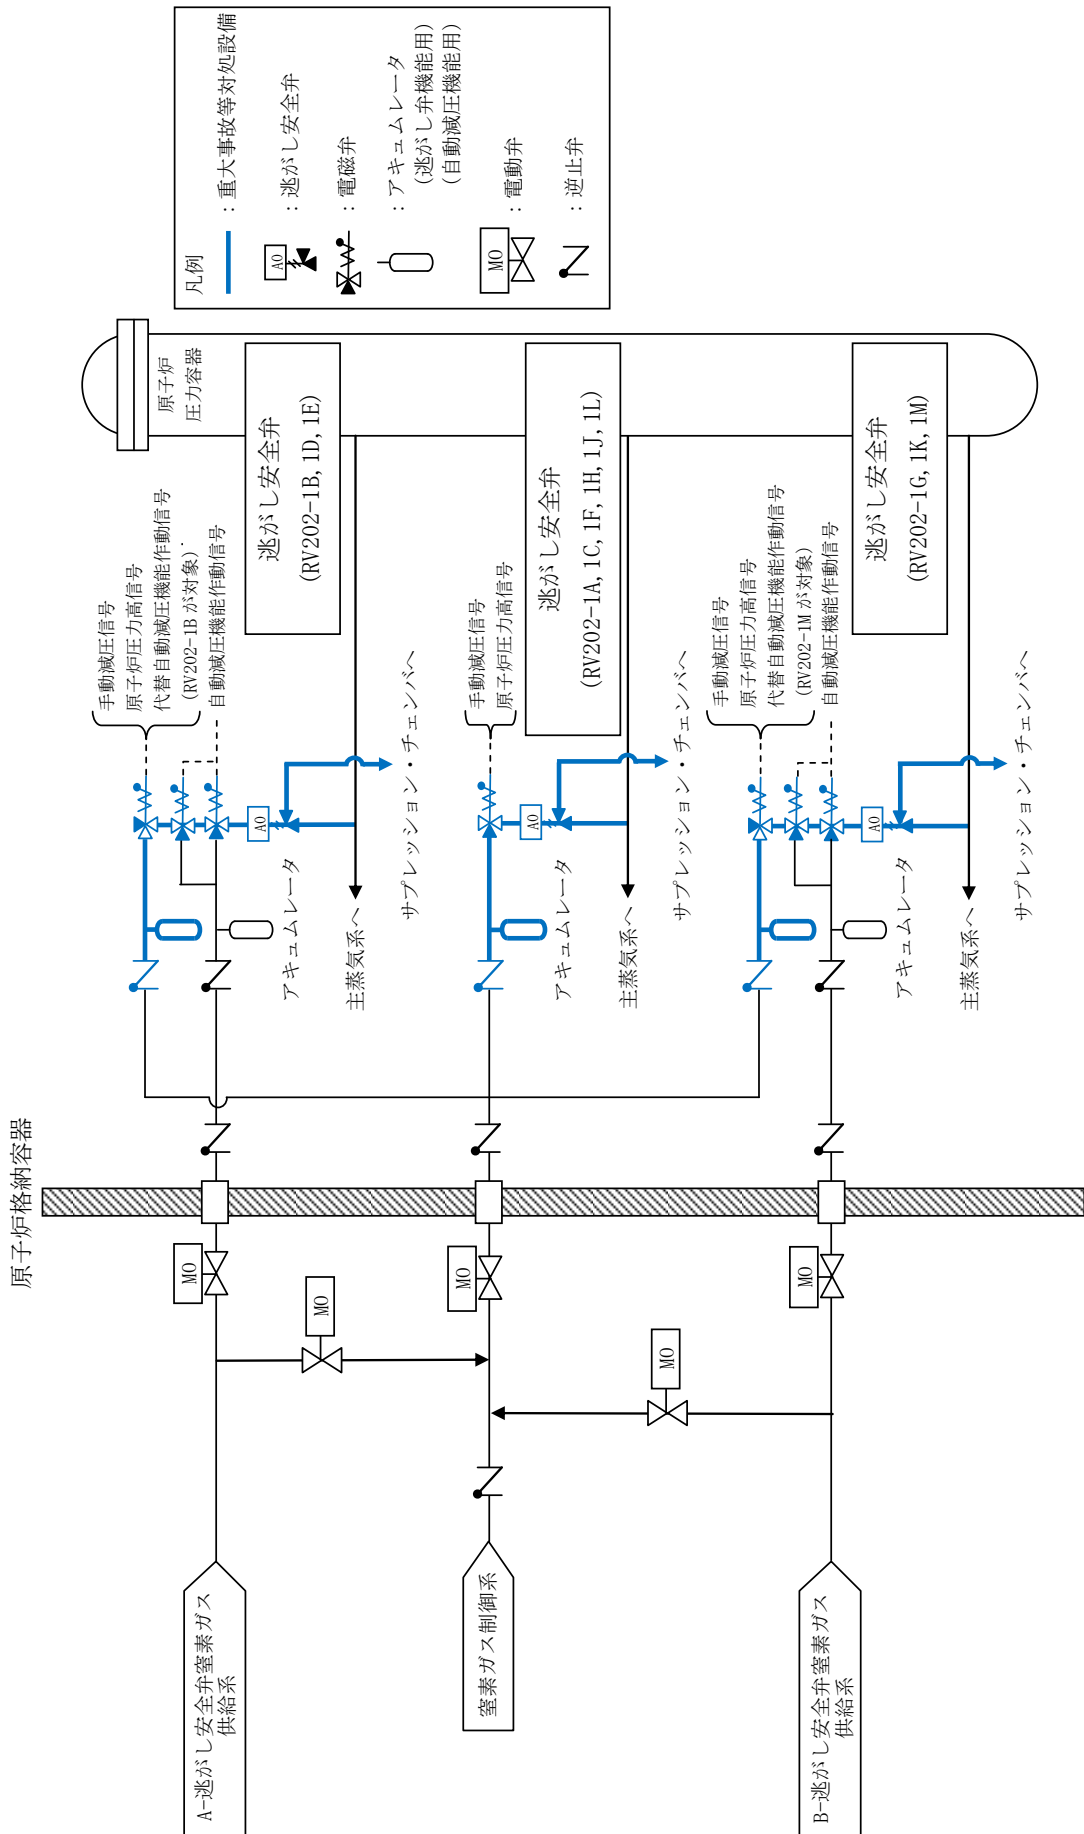 凡例
：重大事故等対処設備
AO
：逃がし安全弁
：電磁弁
：アキュムレータ
(逃がし弁機能用)
(自動減圧機能用)
MO
：電動弁
：逆止弁
原子炉
圧力容器
逃がし安全弁
(RV202-1B, 1D, 1E)
逃がし安全弁
(RV202-1A, 1C, 1F, 1H, 1J, 1L)
逃がし安全弁
(RV202-1G, 1K, 1M)
手動減圧信号
原子炉圧力高信号
代替自動減圧機能作動信号
(RV202-1B が対象)
自動減圧機能作動信号
AO
アキュムレータ
主蒸気系へ
サプレッション・チェンバへ
手動減圧信号
原子炉圧力高信号
AO
アキュムレータ
主蒸気系へ
サプレッション・チェンバへ
手動減圧信号
原子炉圧力高信号
代替自動減圧機能作動信号
(RV202-1M が対象)
自動減圧機能作動信号
AO
アキュムレータ
主蒸気系へ
サプレッション・チェンバへ
原子炉格納容器
MO
MO
MO
MO
MO
A-逃がし安全弁窒素ガス
供給系
窒素ガス制御系
B-逃がし安全弁窒素ガス
供給系